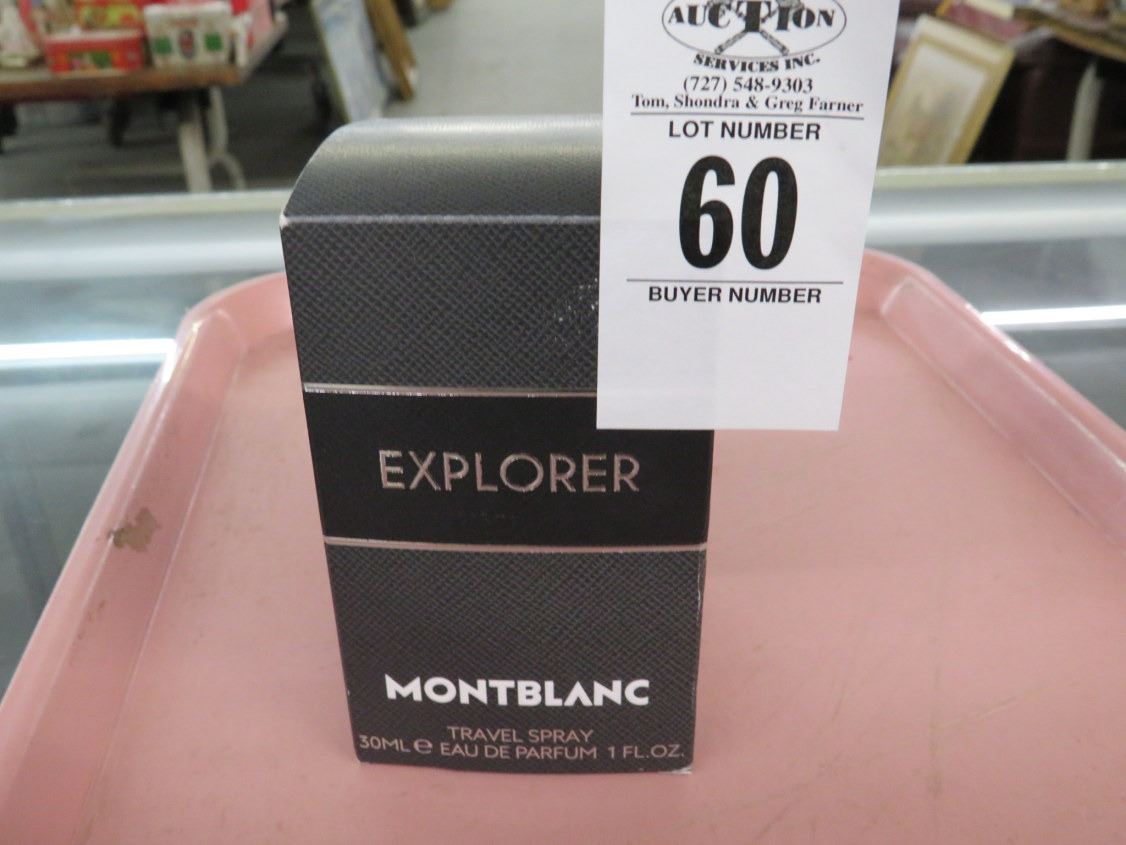 AUCTION
SERVICES INC.
(727) 548-9303
Tom, Shondra & Greg Farner
LOT NUMBER
60
BUYER NUMBER
EXPLORER
MONTBLANC
TRAVEL SPRAY
30ML e EAU DE PARFUM 1 FL.OZ.